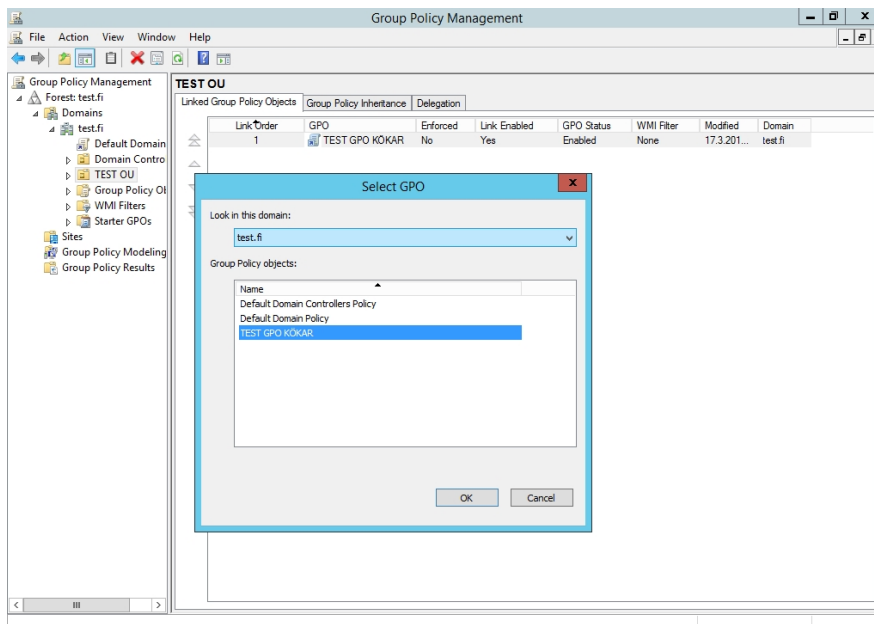 Group Policy Management
File Action View Window Help
Group Policy Management
Forest: test.fi
Domains
test.fi
Default Domain
Domain Contro
TEST OU
Group Policy Ol
WMI Filters
Starter GPOs
Sites
Group Policy Modeling
Group Policy Results
TEST OU
Linked Group Policy Objects Group Policy Inheritance Delegation
Link Order GPO Enforced Link Enabled GPO Status WMI Filter Modified Domain
1 TEST GPO KÖKAR No Yes Enabled None 17.3.201... test.fi
Select GPO
Look in this domain:
test.fi
Group Policy objects:
Name
Default Domain Controllers Policy
Default Domain Policy
TEST GPO KÖKAR
OK Cancel